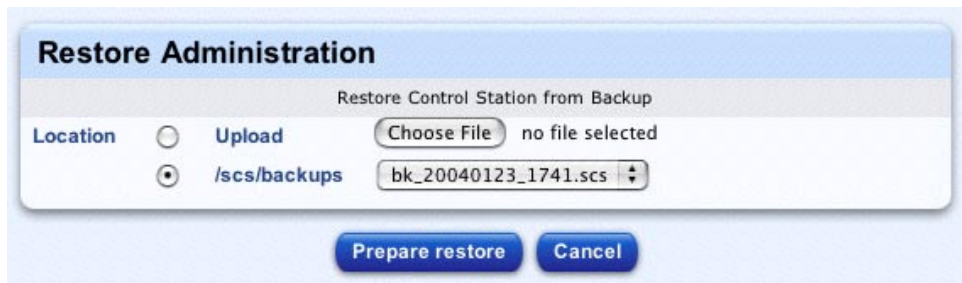 Restore Administration
Restore Control Station from Backup
Location Upload Choose File no file selected
/scs/backups bk_20040123_1741.scs
Prepare restore Cancel